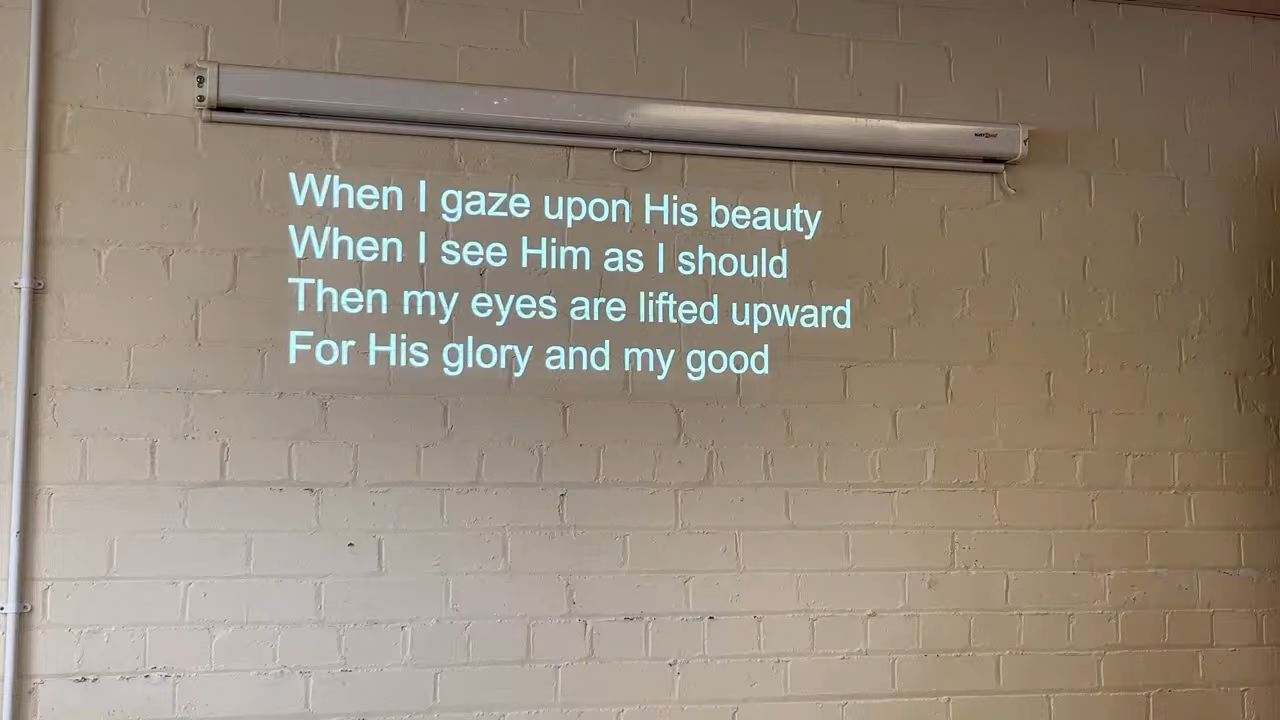 When I gaze upon His beauty
When I see Him as I should
Then my eyes are lifted upward
For His glory and my good